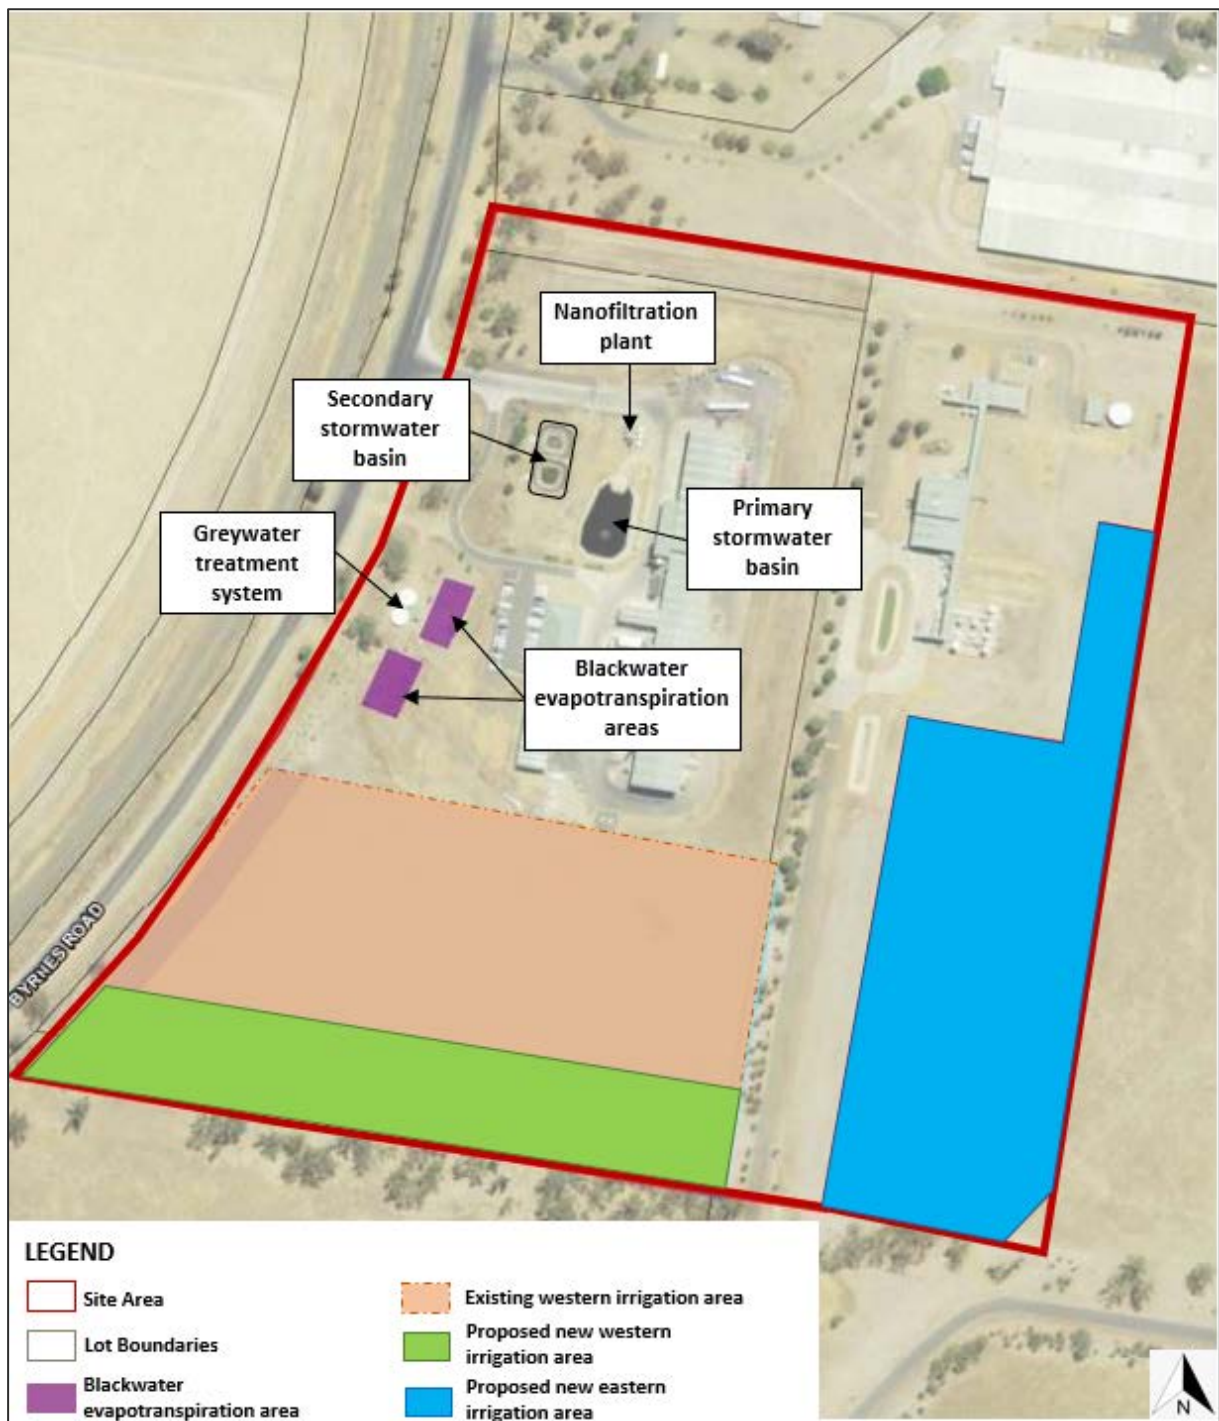 Nanofiltration
plant
Secondary
stormwater
basin
Primary
stormwater
basin
Greywater
treatment
system
Blackwater
evapotranspiration
areas
BYRNES ROAD
LEGEND
Site Area
Lot Boundaries
Blackwater
evapotranspiration area
Existing western irrigation area
Proposed new western
irrigation area
Proposed new eastern
irrigation area
N